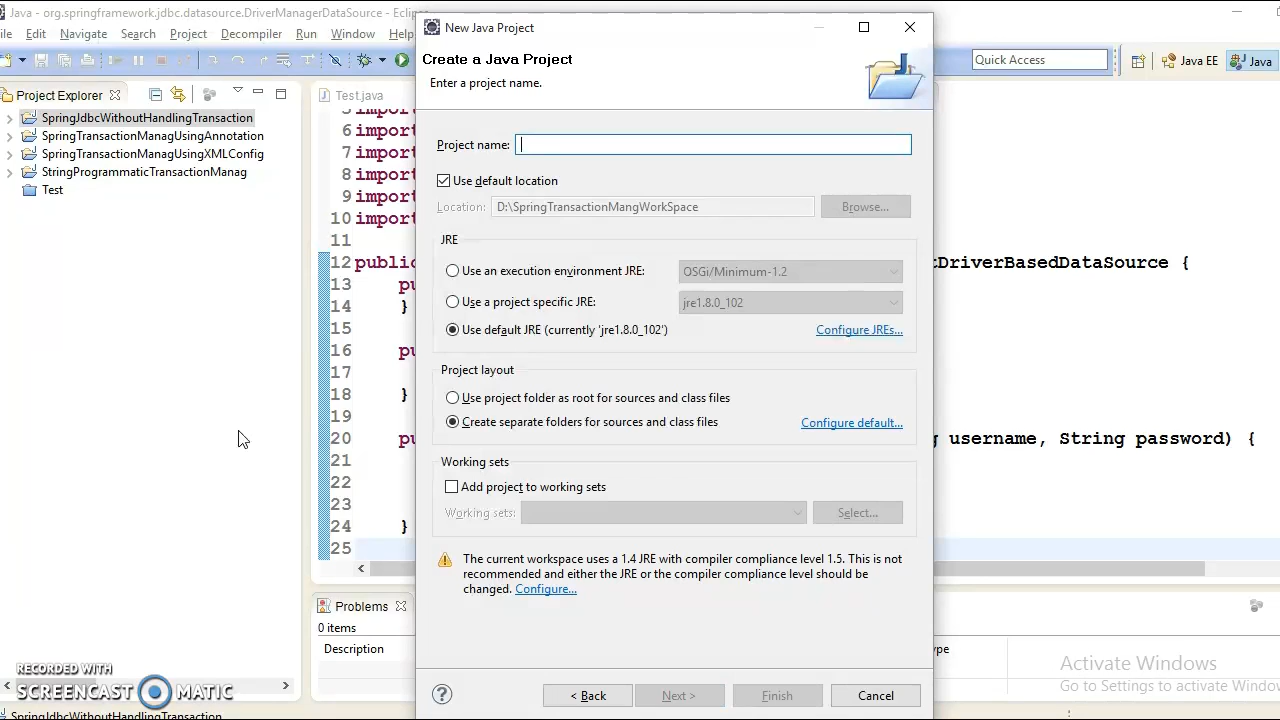 Java - org.springframework.jdbc.datasource.DriverManagerDataSource - Eclip
ile Edit Navigate Search Project Decompiler Run Window Help
Quick Access
Java EE
Java
Project Explorer
SpringJdbcWithoutHandlingTransaction
SpringTransactionManagUsingAnnotation
SpringTransactionManagUsingXMLConfig
StringProgrammaticTransactionManag
Test
Test.java
5 import
6 import
7 import
8 import
9 import
10 import
11
12 public
tDriverBasedDataSource {
13 pu
14 }
15
16 pu
17
18 }
19
20 pu
g username, String password) {
21
22
23
24 }
25
Problems
0 items
Description
ype
New Java Project
Create a Java Project
Enter a project name.
Project name:
Use default location
Location: D:\SpringTransactionMangWorkSpace Browse...
JRE
Use an execution environment JRE: OSGi/Minimum-1.2
Use a project specific JRE: jre1.8.0_102
Use default JRE (currently 'jre1.8.0_102') Configure JREs...
Project layout
Use project folder as root for sources and class files
Create separate folders for sources and class files Configure default...
Working sets
Add project to working sets
Working sets: Select...
The current workspace uses a 1.4 JRE with compiler compliance level 1.5. This is not
recommended and either the JRE or the compiler compliance level should be
changed. Configure...
< Back Next > Finish Cancel
Activate Windows
Go to Settings to activate Window
RECORDED WITH
SCREENCAST MATIC
SpringJdbcWithoutHandlingTransaction